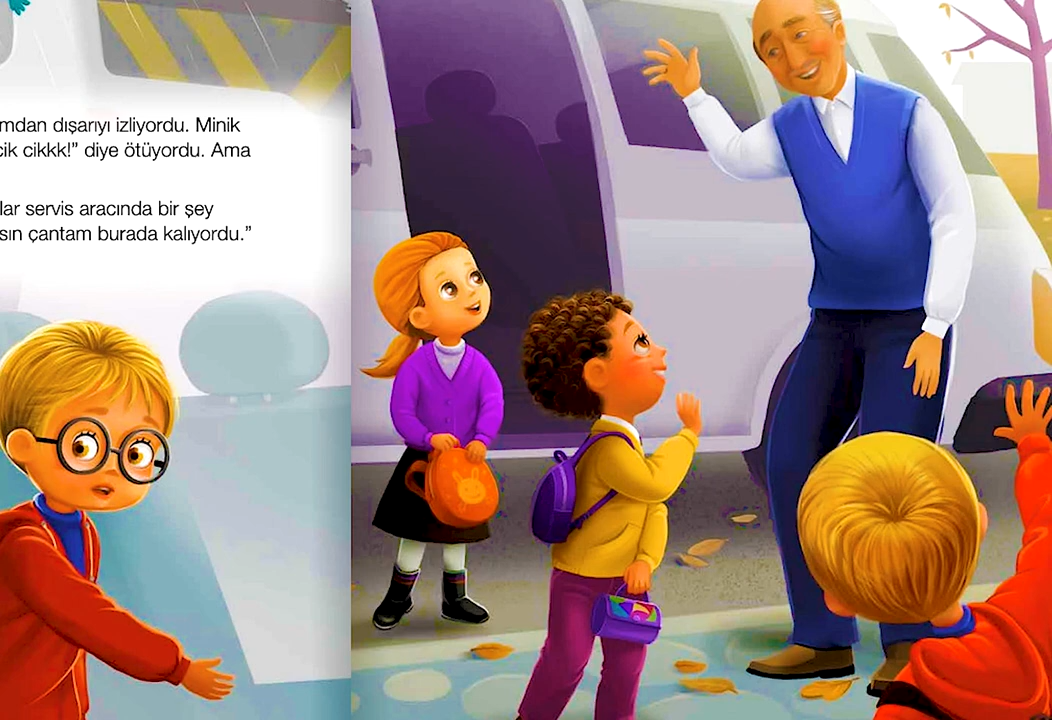 mdan dışarıyı izliyordu. Minik
cik cikkk!” diye ötüyordu. Ama
lar servis aracında bir şey
sın çantam burada kalıyordu.”